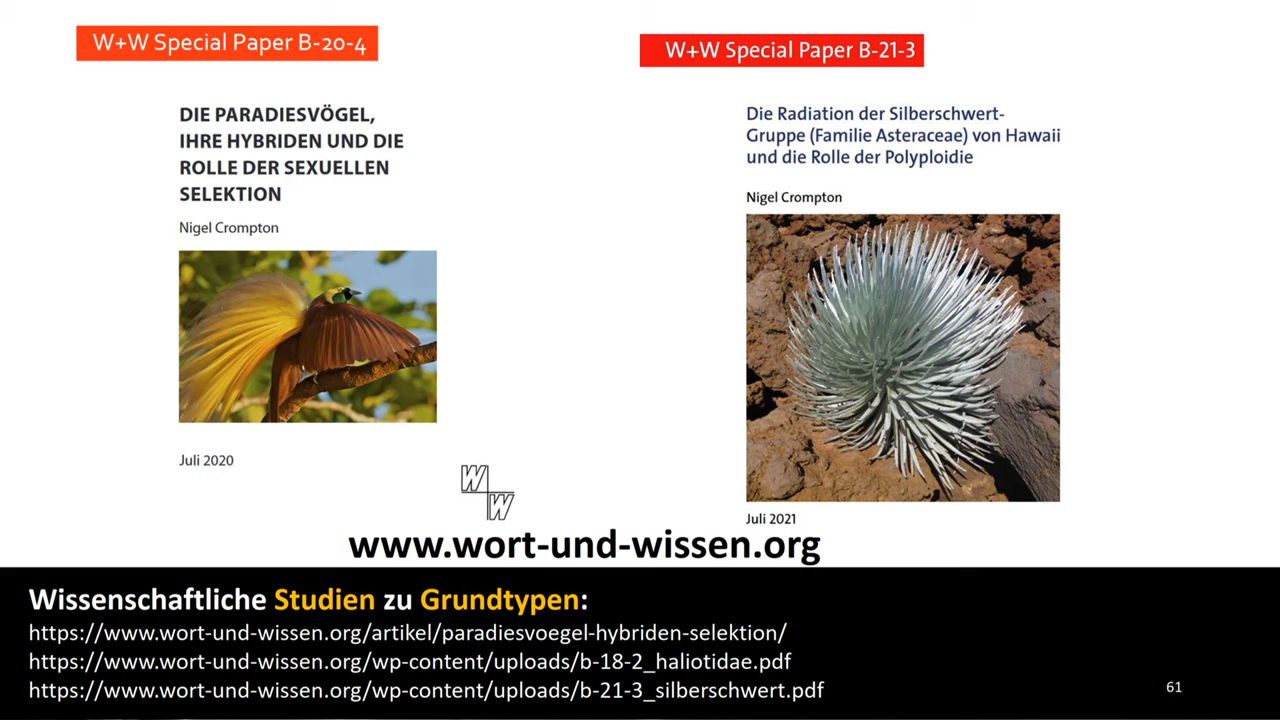 W+W Special Paper B-20-4
DIE PARADIESVÖGEL,
IHRE HYBRIDEN UND DIE
ROLLE DER SEXUELLEN
SELEKTION
Nigel Crompton
Juli 2020
W
W
W+W Special Paper B-21-3
Die Radiation der Silberschwert-
Gruppe (Familie Asteraceae) von Hawaii
und die Rolle der Polyploidie
Nigel Crompton
Juli 2021
www.wort-und-wissen.org
Wissenschaftliche Studien zu Grundtypen:
https://www.wort-und-wissen.org/artikel/paradiesvoegel-hybriden-selektion/
https://www.wort-und-wissen.org/wp-content/uploads/b-18-2_haliotidae.pdf
https://www.wort-und-wissen.org/wp-content/uploads/b-21-3_silberschwert.pdf
61